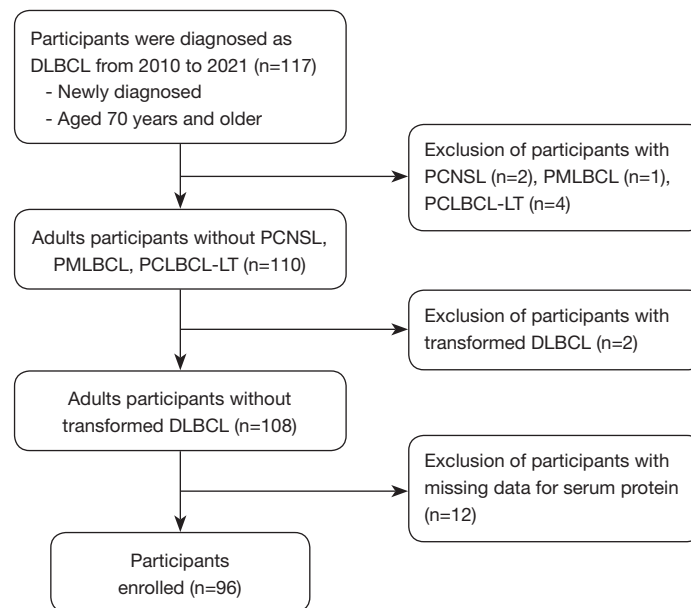 Participants were diagnosed as
DLBCL from 2010 to 2021 (n=117)
- Newly diagnosed
- Aged 70 years and older
Exclusion of participants with
PCNSL (n=2), PMLBCL (n=1),
PCLBCL-LT (n=4)
Adults participants without PCNSL,
PMLBCL, PCLBCL-LT (n=110)
Exclusion of participants with
transformed DLBCL (n=2)
Adults participants without
transformed DLBCL (n=108)
Exclusion of participants with
missing data for serum protein
(n=12)
Participants
enrolled (n=96)